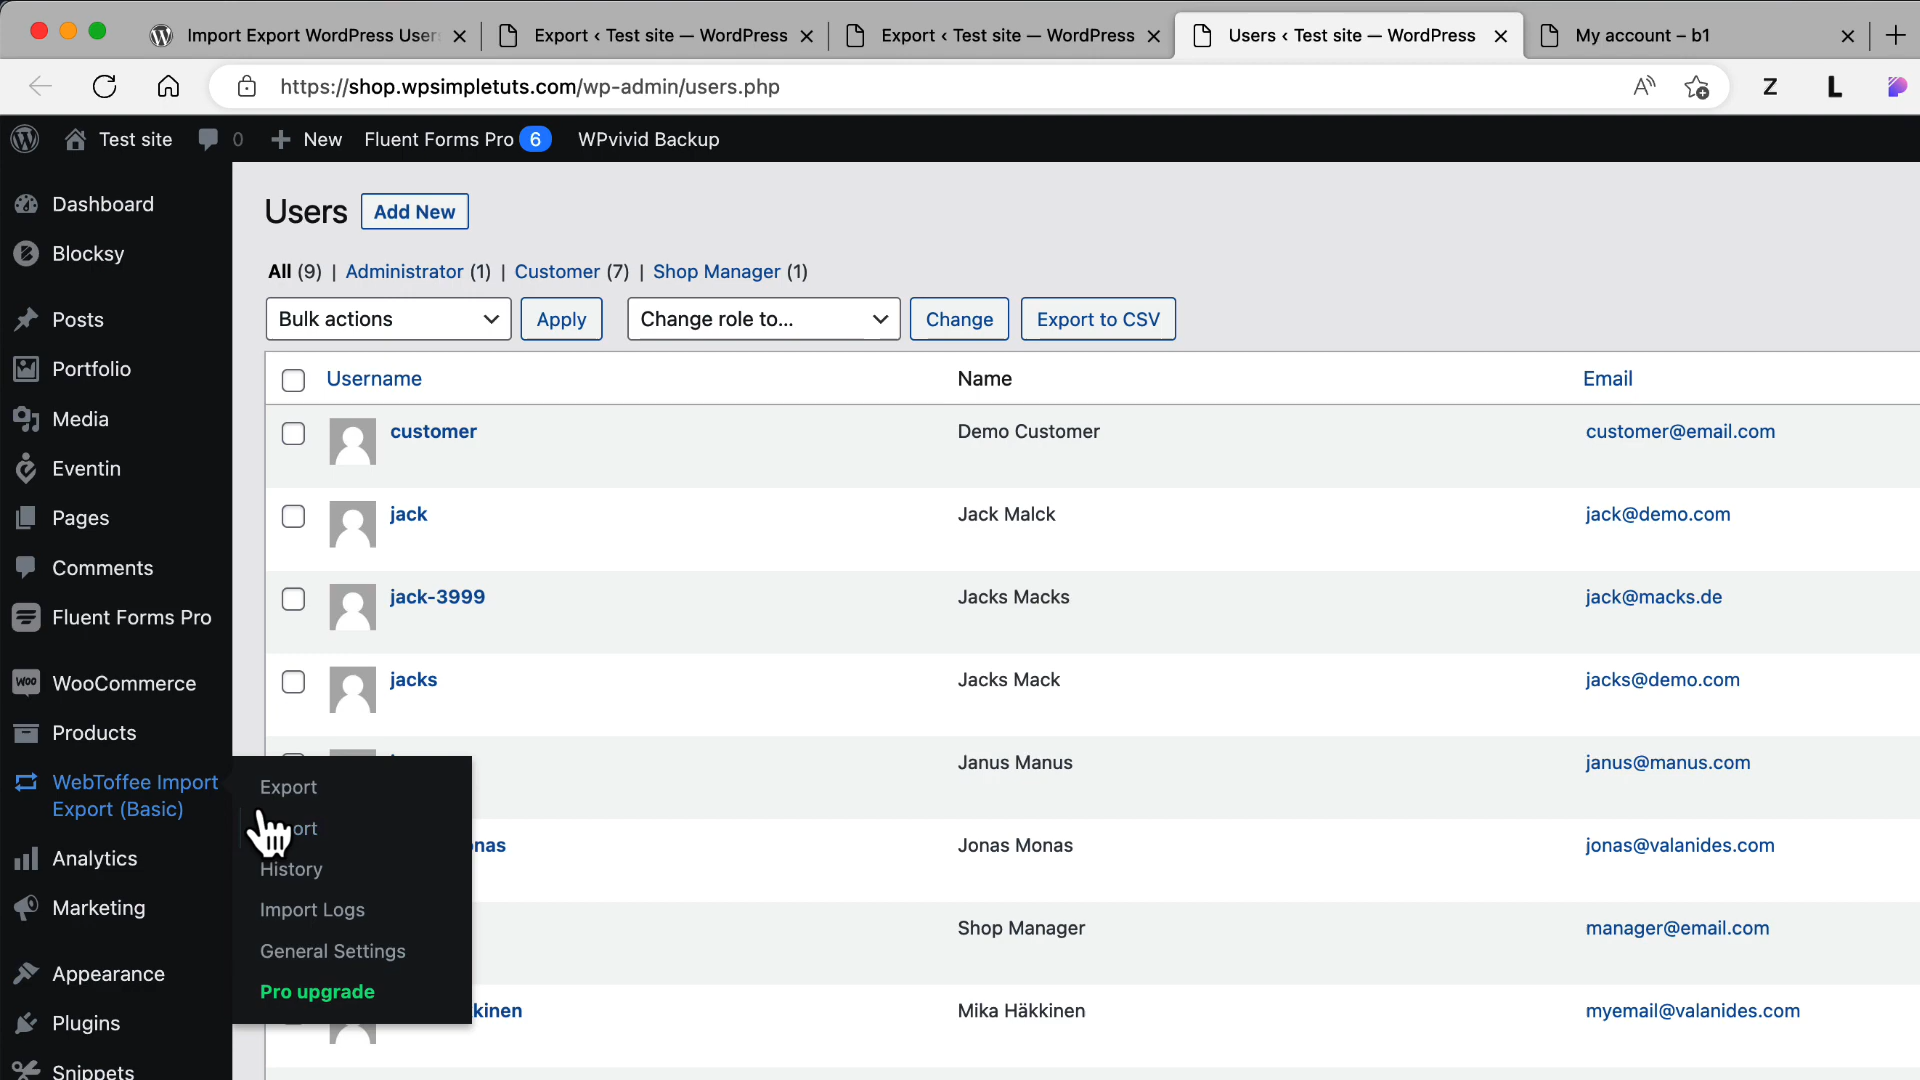 Import Export WordPress User
Export ‹ Test site — WordPress
Export ‹ Test site — WordPress
Users ‹ Test site — WordPress
My account – b1
https://shop.wpsimpletuts.com/wp-admin/users.php
Z
L
Test site
0
New
Fluent Forms Pro 6
WPvivid Backup
Dashboard
Blocksy
Posts
Portfolio
Media
Eventin
Pages
Comments
Fluent Forms Pro
WooCommerce
Products
WebToffee Import
Export (Basic)
Analytics
Marketing
Appearance
Plugins
Snippets
Export
ort
History
Import Logs
General Settings
Pro upgrade
Users
Add New
All (9) | Administrator (1) | Customer (7) | Shop Manager (1)
Bulk actions
Apply
Change role to...
Change
Export to CSV
Username Name Email
customer Demo Customer customer@email.com
jack Jack Malck jack@demo.com
jack-3999 Jacks Macks jack@macks.de
jacks Jacks Mack jacks@demo.com
Janus Manus janus@manus.com
onas Jonas Monas jonas@valanides.com
Shop Manager manager@email.com
kinen Mika Häkkinen myemail@valanides.com